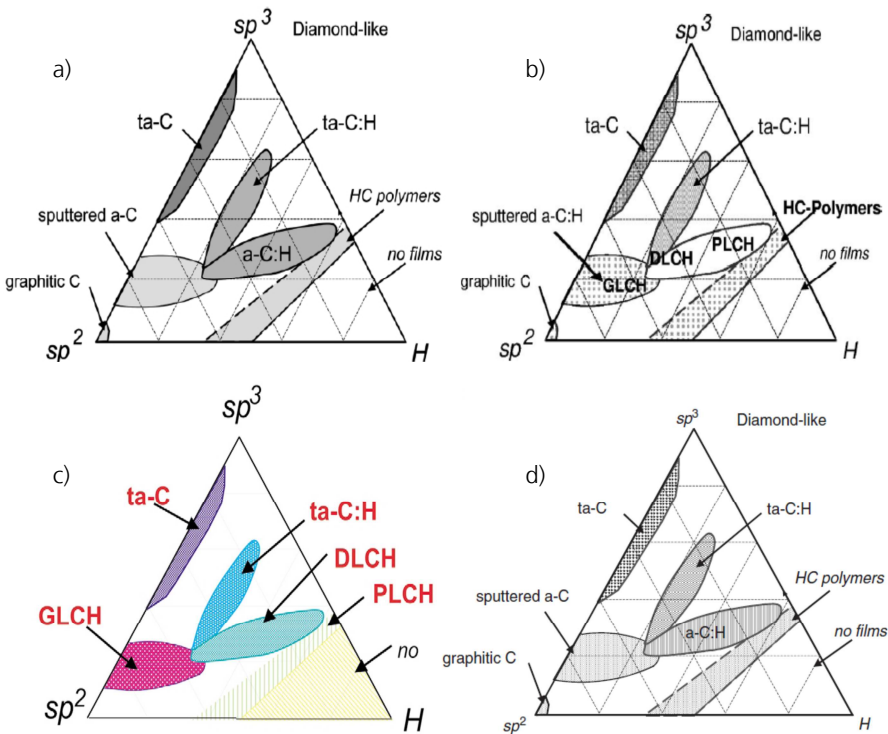 a)
sp3
Diamond-like
ta-C
ta-C:H
HC polymers
sputtered a-C
a-C:H
no films
graphitic C
sp2
H
b)
sp3
Diamond-like
ta-C
ta-C:H
sputtered a-C:H
HC-Polymers
DLCH
PLCH
no films
graphitic C
GLCH
sp2
H
c)
sp3
ta-C
ta-C:H
DLCH
PLCH
GLCH
no
sp2
H
d)
sp3
Diamond-like
ta-C
ta-C:H
HC polymers
sputtered a-C
a-C:H
no films
graphitic C
sp2
H